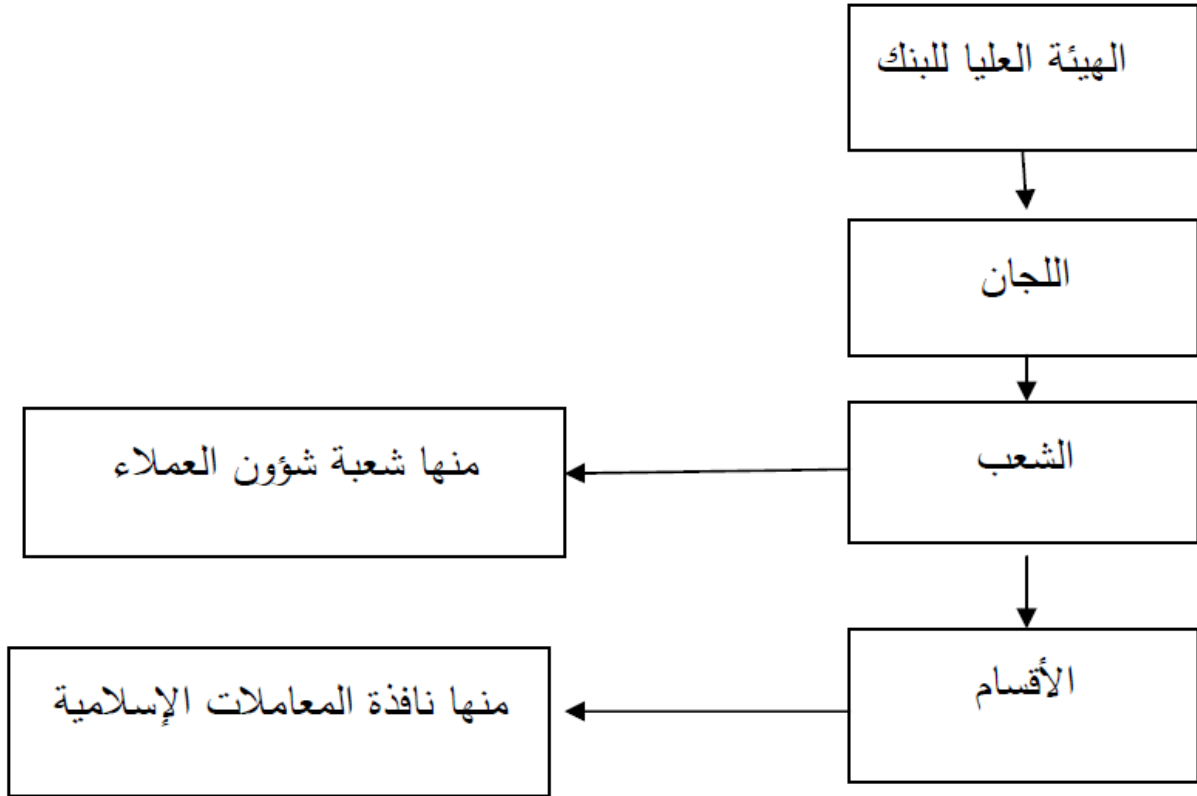 الهيئة العليا للبنك
اللجان
الشعب
منها شعبة شؤون العملاء
الأقسام
منها نافذة المعاملات الإسلامية